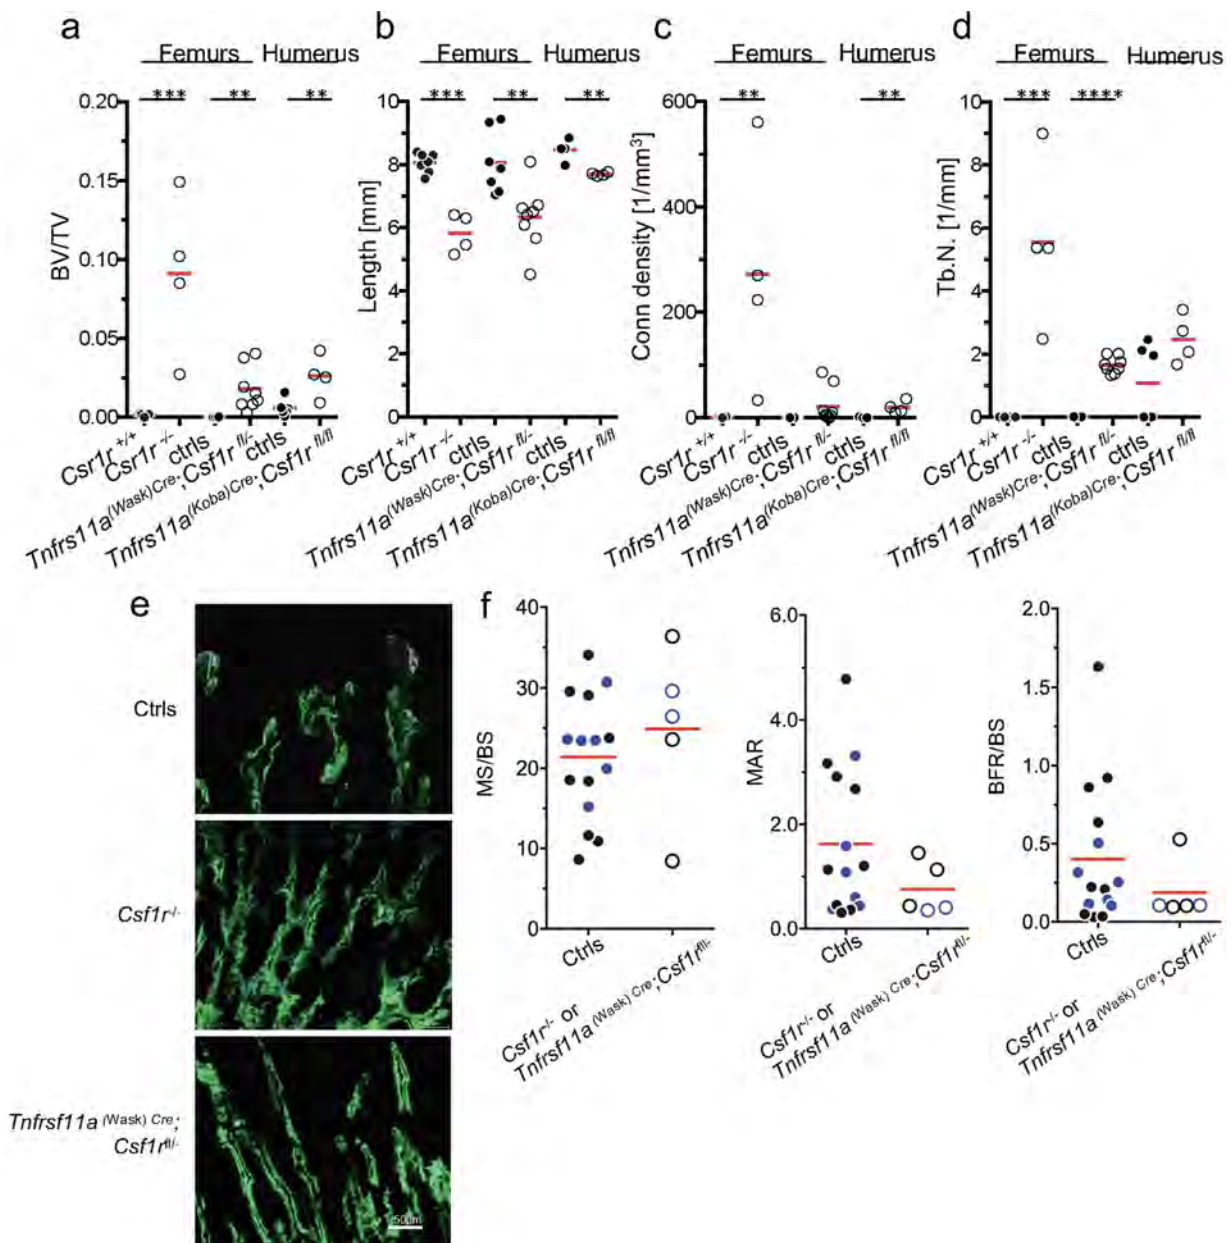 a
Femurs Humerus
*** ** **
BV/TV
0.20
0.15
0.10
0.05
0.00
Csr1r+/+
Csr1r-/-
ctrls
Tnfrs11a(Wask)Cre;Csf1r fl/-
ctrls
Tnfrs11a(Koba)Cre;Csf1r fl/fl
b
Femurs Humerus
*** ** **
Length [mm]
10
8
6
4
2
0
Csr1r+/+
Csr1r-/-
ctrls
Tnfrs11a(Wask)Cre;Csf1r fl/-
ctrls
Tnfrs11a(Koba)Cre;Csf1r fl/fl
c
Femurs Humerus
** **
Conn density [1/mm3]
600
400
200
0
Csr1r+/+
Csr1r-/-
ctrls
Tnfrs11a(Wask)Cre;Csf1r fl/-
ctrls
Tnfrs11a(Koba)Cre;Csf1r fl/fl
d
Femurs Humerus
*** ****
Tb.N. [1/mm]
10
8
6
4
2
0
Csr1r+/+
Csr1r-/-
ctrls
Tnfrs11a(Wask)Cre;Csf1r fl/-
ctrls
Tnfrs11a(Koba)Cre;Csf1r fl/fl
e
Ctrls
Csf1r-/-
Tnfrsf11a (Wask) Cre;
Csf1rfl/-
50µm
f
MS/BS
40
30
20
10
0
Ctrls
Csf1r-/- or
Tnfrsf11a (Wask) Cre;Csf1rfl/-
MAR
6.0
4.0
2.0
0.0
Ctrls
Csf1r-/- or
Tnfrsf11a (Wask) Cre;Csf1rfl/-
BFR/BS
2.0
1.5
1.0
0.5
0.0
Ctrls
Csf1r-/- or
Tnfrsf11a (Wask) Cre;Csf1rfl/-